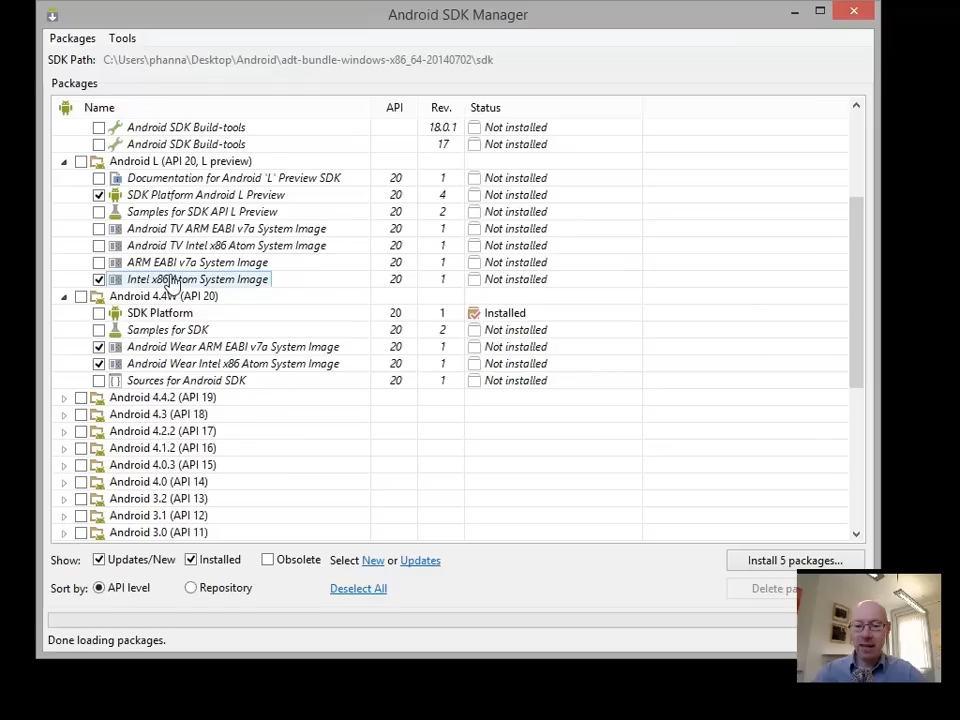 Android SDK Manager
Packages Tools
SDK Path: C:\Users\phanna\Desktop\Android\adt-bundle-windows-x86_64-20140702\sdk
Packages
Name API Rev. Status
Android SDK Build-tools 18.0.1 Not installed
Android SDK Build-tools 17 Not installed
Android L (API 20, L preview)
Documentation for Android 'L' Preview SDK 20 1 Not installed
SDK Platform Android L Preview 20 4 Not installed
Samples for SDK API L Preview 20 2 Not installed
Android TV ARM EABI v7a System Image 20 1 Not installed
Android TV Intel x86 Atom System Image 20 1 Not installed
ARM EABI v7a System Image 20 1 Not installed
Intel x86 Atom System Image 20 1 Not installed
Android 4.4W (API 20)
SDK Platform 20 1 Installed
Samples for SDK 20 2 Not installed
Android Wear ARM EABI v7a System Image 20 1 Not installed
Android Wear Intel x86 Atom System Image 20 1 Not installed
Sources for Android SDK 20 1 Not installed
Android 4.4.2 (API 19)
Android 4.3 (API 18)
Android 4.2.2 (API 17)
Android 4.1.2 (API 16)
Android 4.0.3 (API 15)
Android 4.0 (API 14)
Android 3.2 (API 13)
Android 3.1 (API 12)
Android 3.0 (API 11)
Show: Updates/New Installed Obsolete Select New or Updates Install 5 packages...
Sort by: API level Repository Deselect All Delete pa
Done loading packages.